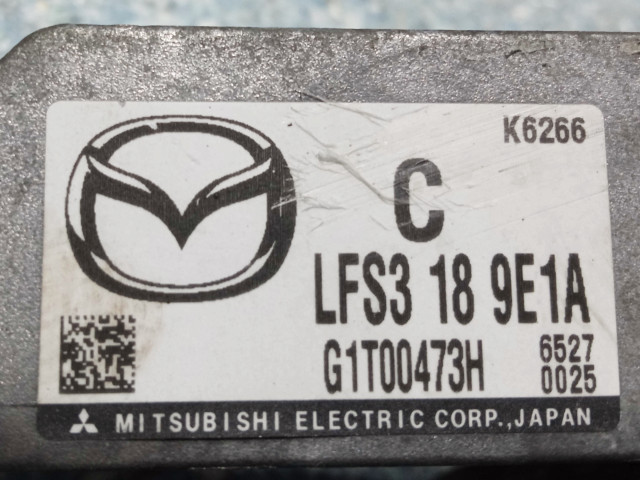 K6266
C
LFS3 18 9E1A
G1T00473H 6527
0025
MITSUBISHI ELECTRIC CORP.,JAPAN